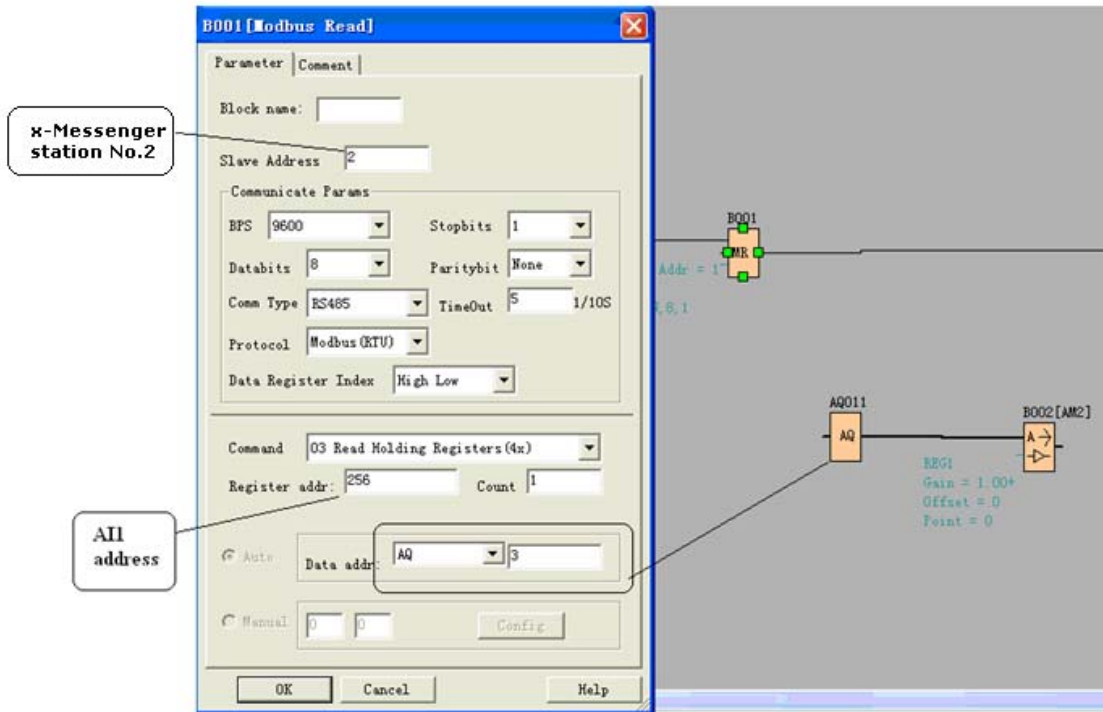 B001[Modbus Read]
Parameter Comment
Block name:
x-Messenger
station No.2
Slave Address 2
Communicate Params
BPS 9600 Stopbits 1
Databits 8 Paritybit None
Comm Type RS485 TimeOut 5 1/10S
Protocol Modbus(RTU)
Data Register Index High Low
Command 03 Read Holding Registers(4x)
Register addr: 256 Count 1
AI1
address
Auto Data addr: AQ 3
Manual 0 0 Config
OK Cancel Help
B001
MR
Addr = 1
,8,1
AQ011
AQ
B002[AM2]
A→
REG1
Gain = 1.00+
Offset = 0
Point = 0